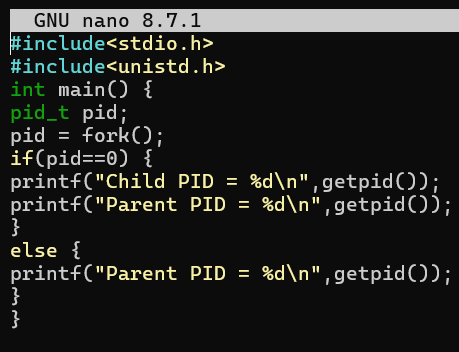 GNU nano 8.7.1
#include<stdio.h>
#include<unistd.h>
int main() {
pid_t pid;
pid = fork();
if(pid==0) {
printf("Child PID = %d\n",getpid());
printf("Parent PID = %d\n",getpid());
}
else {
printf("Parent PID = %d\n",getpid());
}
}